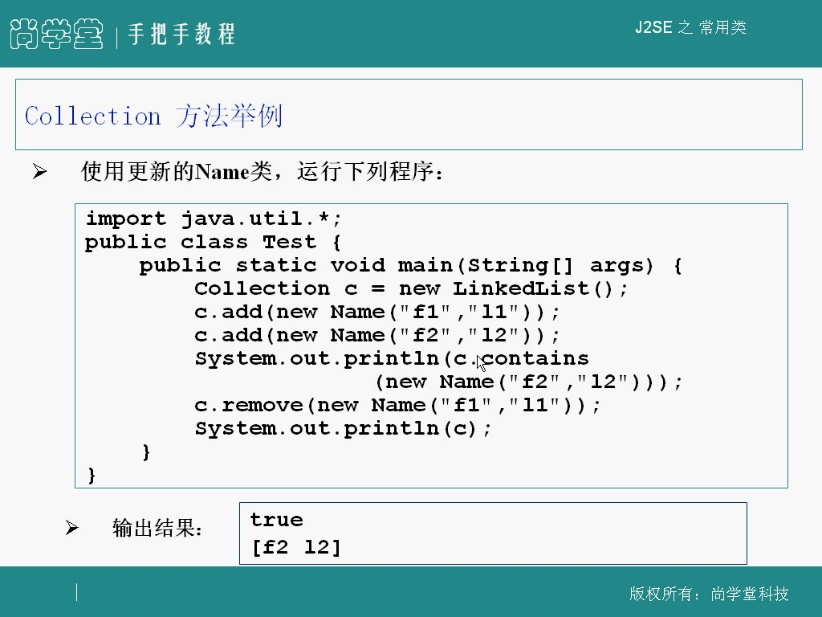 尚学堂 | 手把手教程
J2SE 之 常用类
Collection 方法举例
使用更新的Name类，运行下列程序：
import java.util.*;
public class Test {
    public static void main(String[] args) {
        Collection c = new LinkedList();
        c.add(new Name("f1","l1"));
        c.add(new Name("f2","l2"));
        System.out.println(c.contains
                     (new Name("f2","l2")));
        c.remove(new Name("f1","l1"));
        System.out.println(c);
    }
}
输出结果：
true
[f2 l2]
版权所有：尚学堂科技